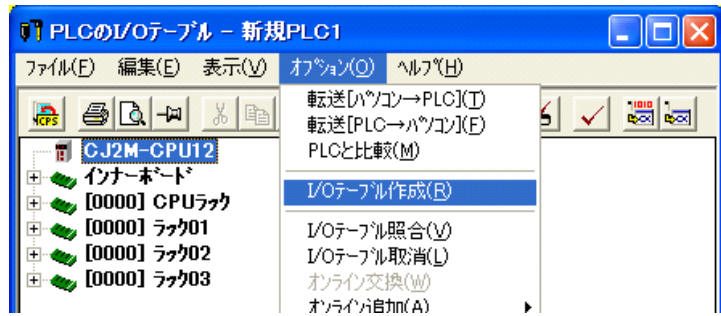 PLCのI/Oテーブル - 新規PLC1
ファイル(F) 編集(E) 表示(V) オプション(O) ヘルプ(H)
転送[パソコン→PLC](T)
転送[PLC→パソコン](F)
PLCと比較(M)
I/Oテーブル作成(R)
I/Oテーブル照合(V)
I/Oテーブル取消(L)
オンライン交換(W)
オンライン追加(A)
CJ2M-CPU12
インナーボード
[0000] CPUラック
[0000] ラック01
[0000] ラック02
[0000] ラック03